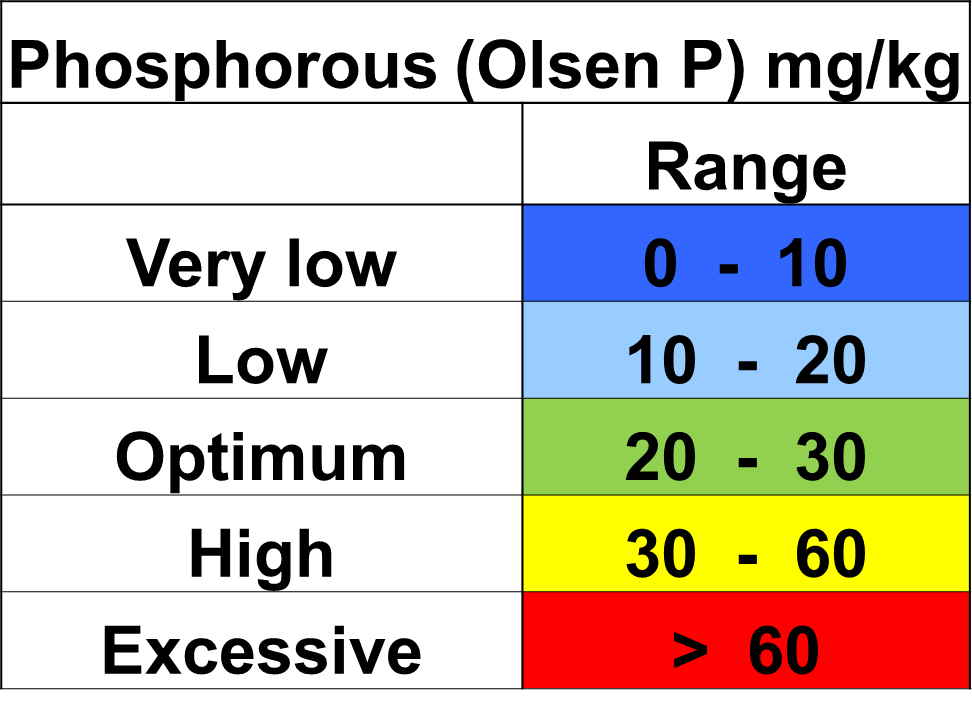 Phosphorous (Olsen P) mg/kg
Range
Very low 0 - 10
Low 10 - 20
Optimum 20 - 30
High 30 - 60
Excessive > 60